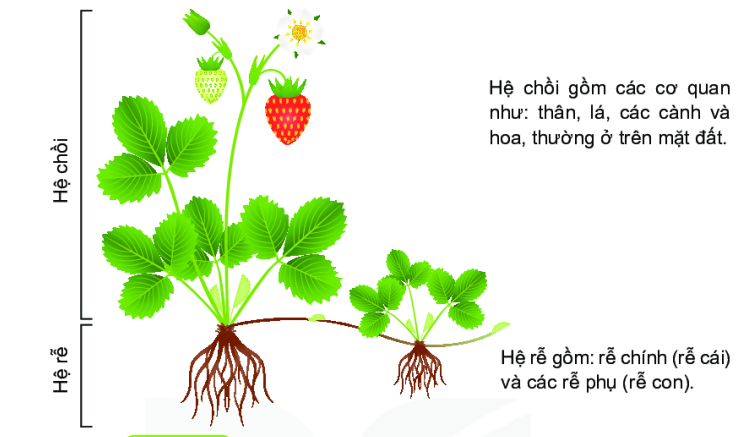 Hệ chồi
Hệ chồi gồm các cơ quan
như: thân, lá, các cành và
hoa, thường ở trên mặt đất.
Hệ rễ
Hệ rễ gồm: rễ chính (rễ cái)
và các rễ phụ (rễ con).